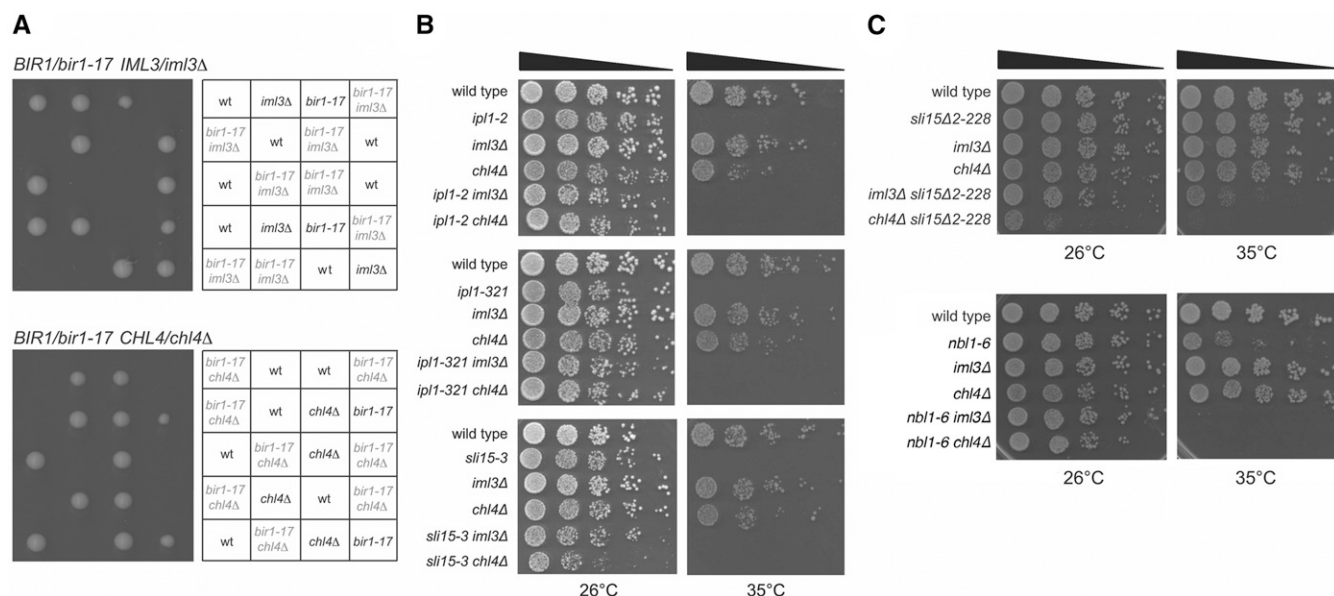 A
BIR1/bir1-17 IML3/iml3Δ
wt iml3Δ bir1-17 bir1-17 iml3Δ
bir1-17 iml3Δ wt bir1-17 iml3Δ wt
wt bir1-17 iml3Δ bir1-17 iml3Δ wt
wt iml3Δ bir1-17 bir1-17 iml3Δ
bir1-17 iml3Δ bir1-17 iml3Δ wt iml3Δ
BIR1/bir1-17 CHL4/chl4Δ
bir1-17 chl4Δ wt wt bir1-17 chl4Δ
bir1-17 chl4Δ wt chl4Δ bir1-17
wt bir1-17 chl4Δ chl4Δ bir1-17 chl4Δ
bir1-17 chl4Δ chl4Δ wt bir1-17 chl4Δ
wt bir1-17 chl4Δ chl4Δ bir1-17
B
wild type
ipl1-2
iml3Δ
chl4Δ
ipl1-2 iml3Δ
ipl1-2 chl4Δ
wild type
ipl1-321
iml3Δ
chl4Δ
ipl1-321 iml3Δ
ipl1-321 chl4Δ
wild type
sli15-3
iml3Δ
chl4Δ
sli15-3 iml3Δ
sli15-3 chl4Δ
26°C 35°C
C
wild type
sli15Δ2-228
iml3Δ
chl4Δ
iml3Δ sli15Δ2-228
chl4Δ sli15Δ2-228
26°C 35°C
wild type
nbl1-6
iml3Δ
chl4Δ
nbl1-6 iml3Δ
nbl1-6 chl4Δ
26°C 35°C